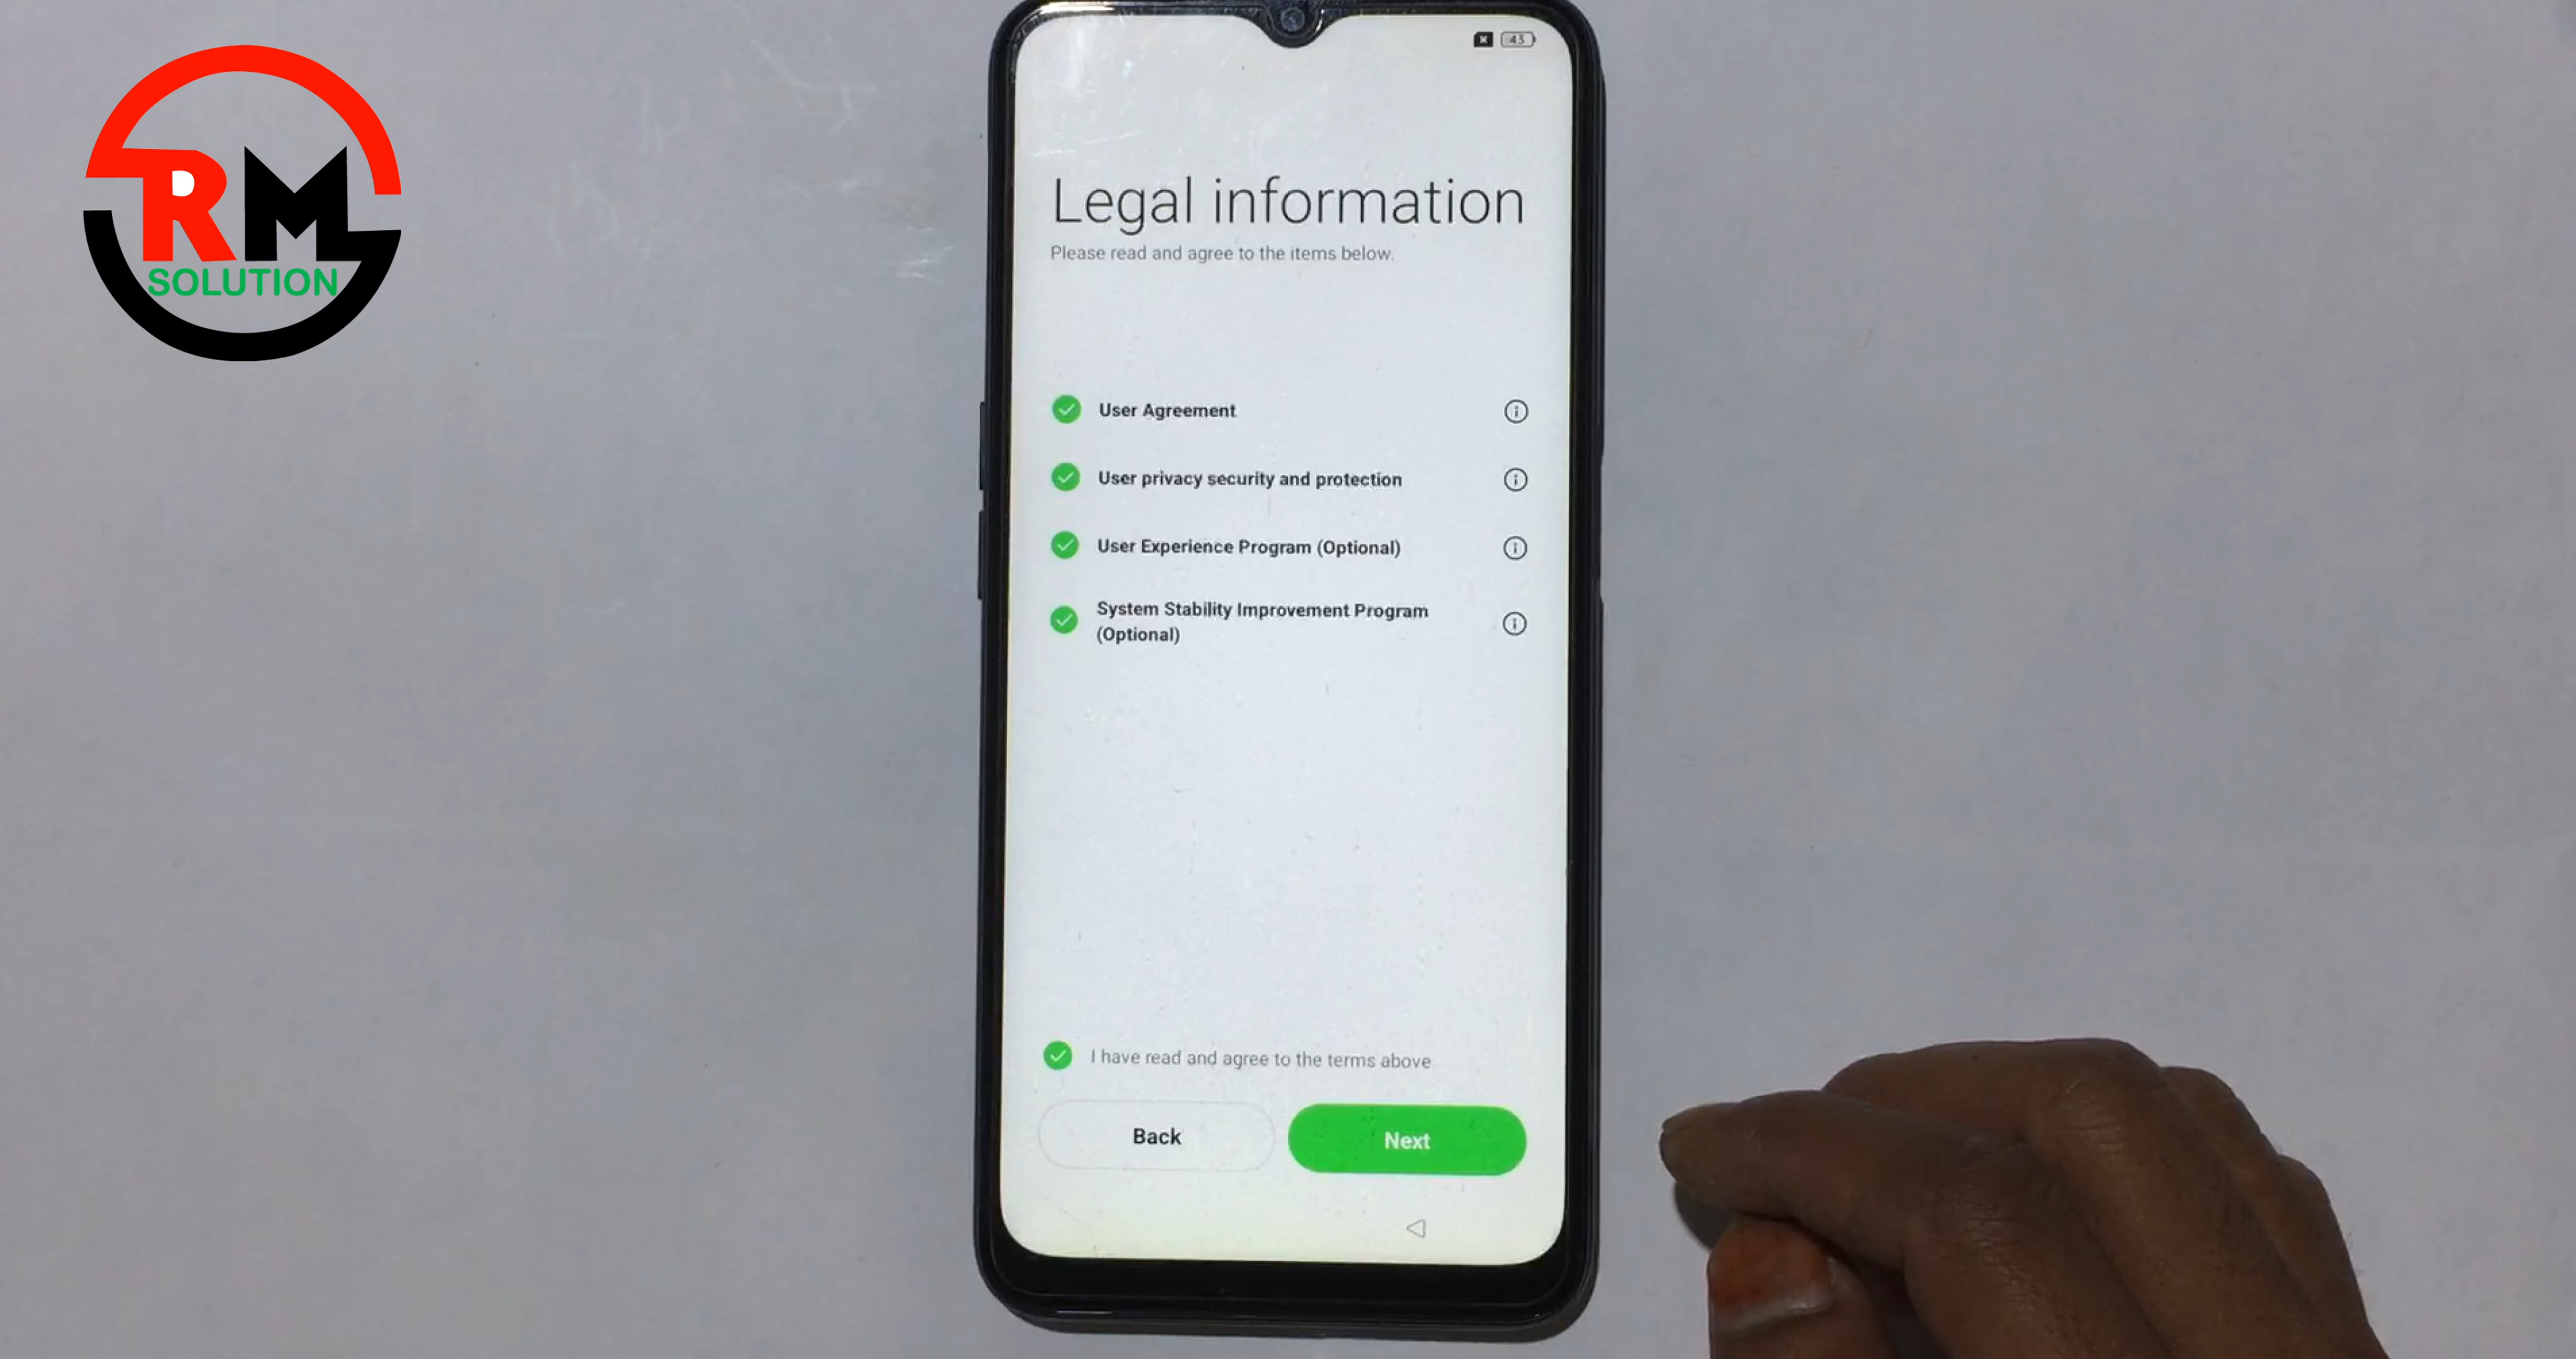 RM
SOLUTION
45
Legal information
Please read and agree to the items below.
User Agreement
User privacy security and protection
User Experience Program (Optional)
System Stability Improvement Program
(Optional)
I have read and agree to the terms above
Back
Next